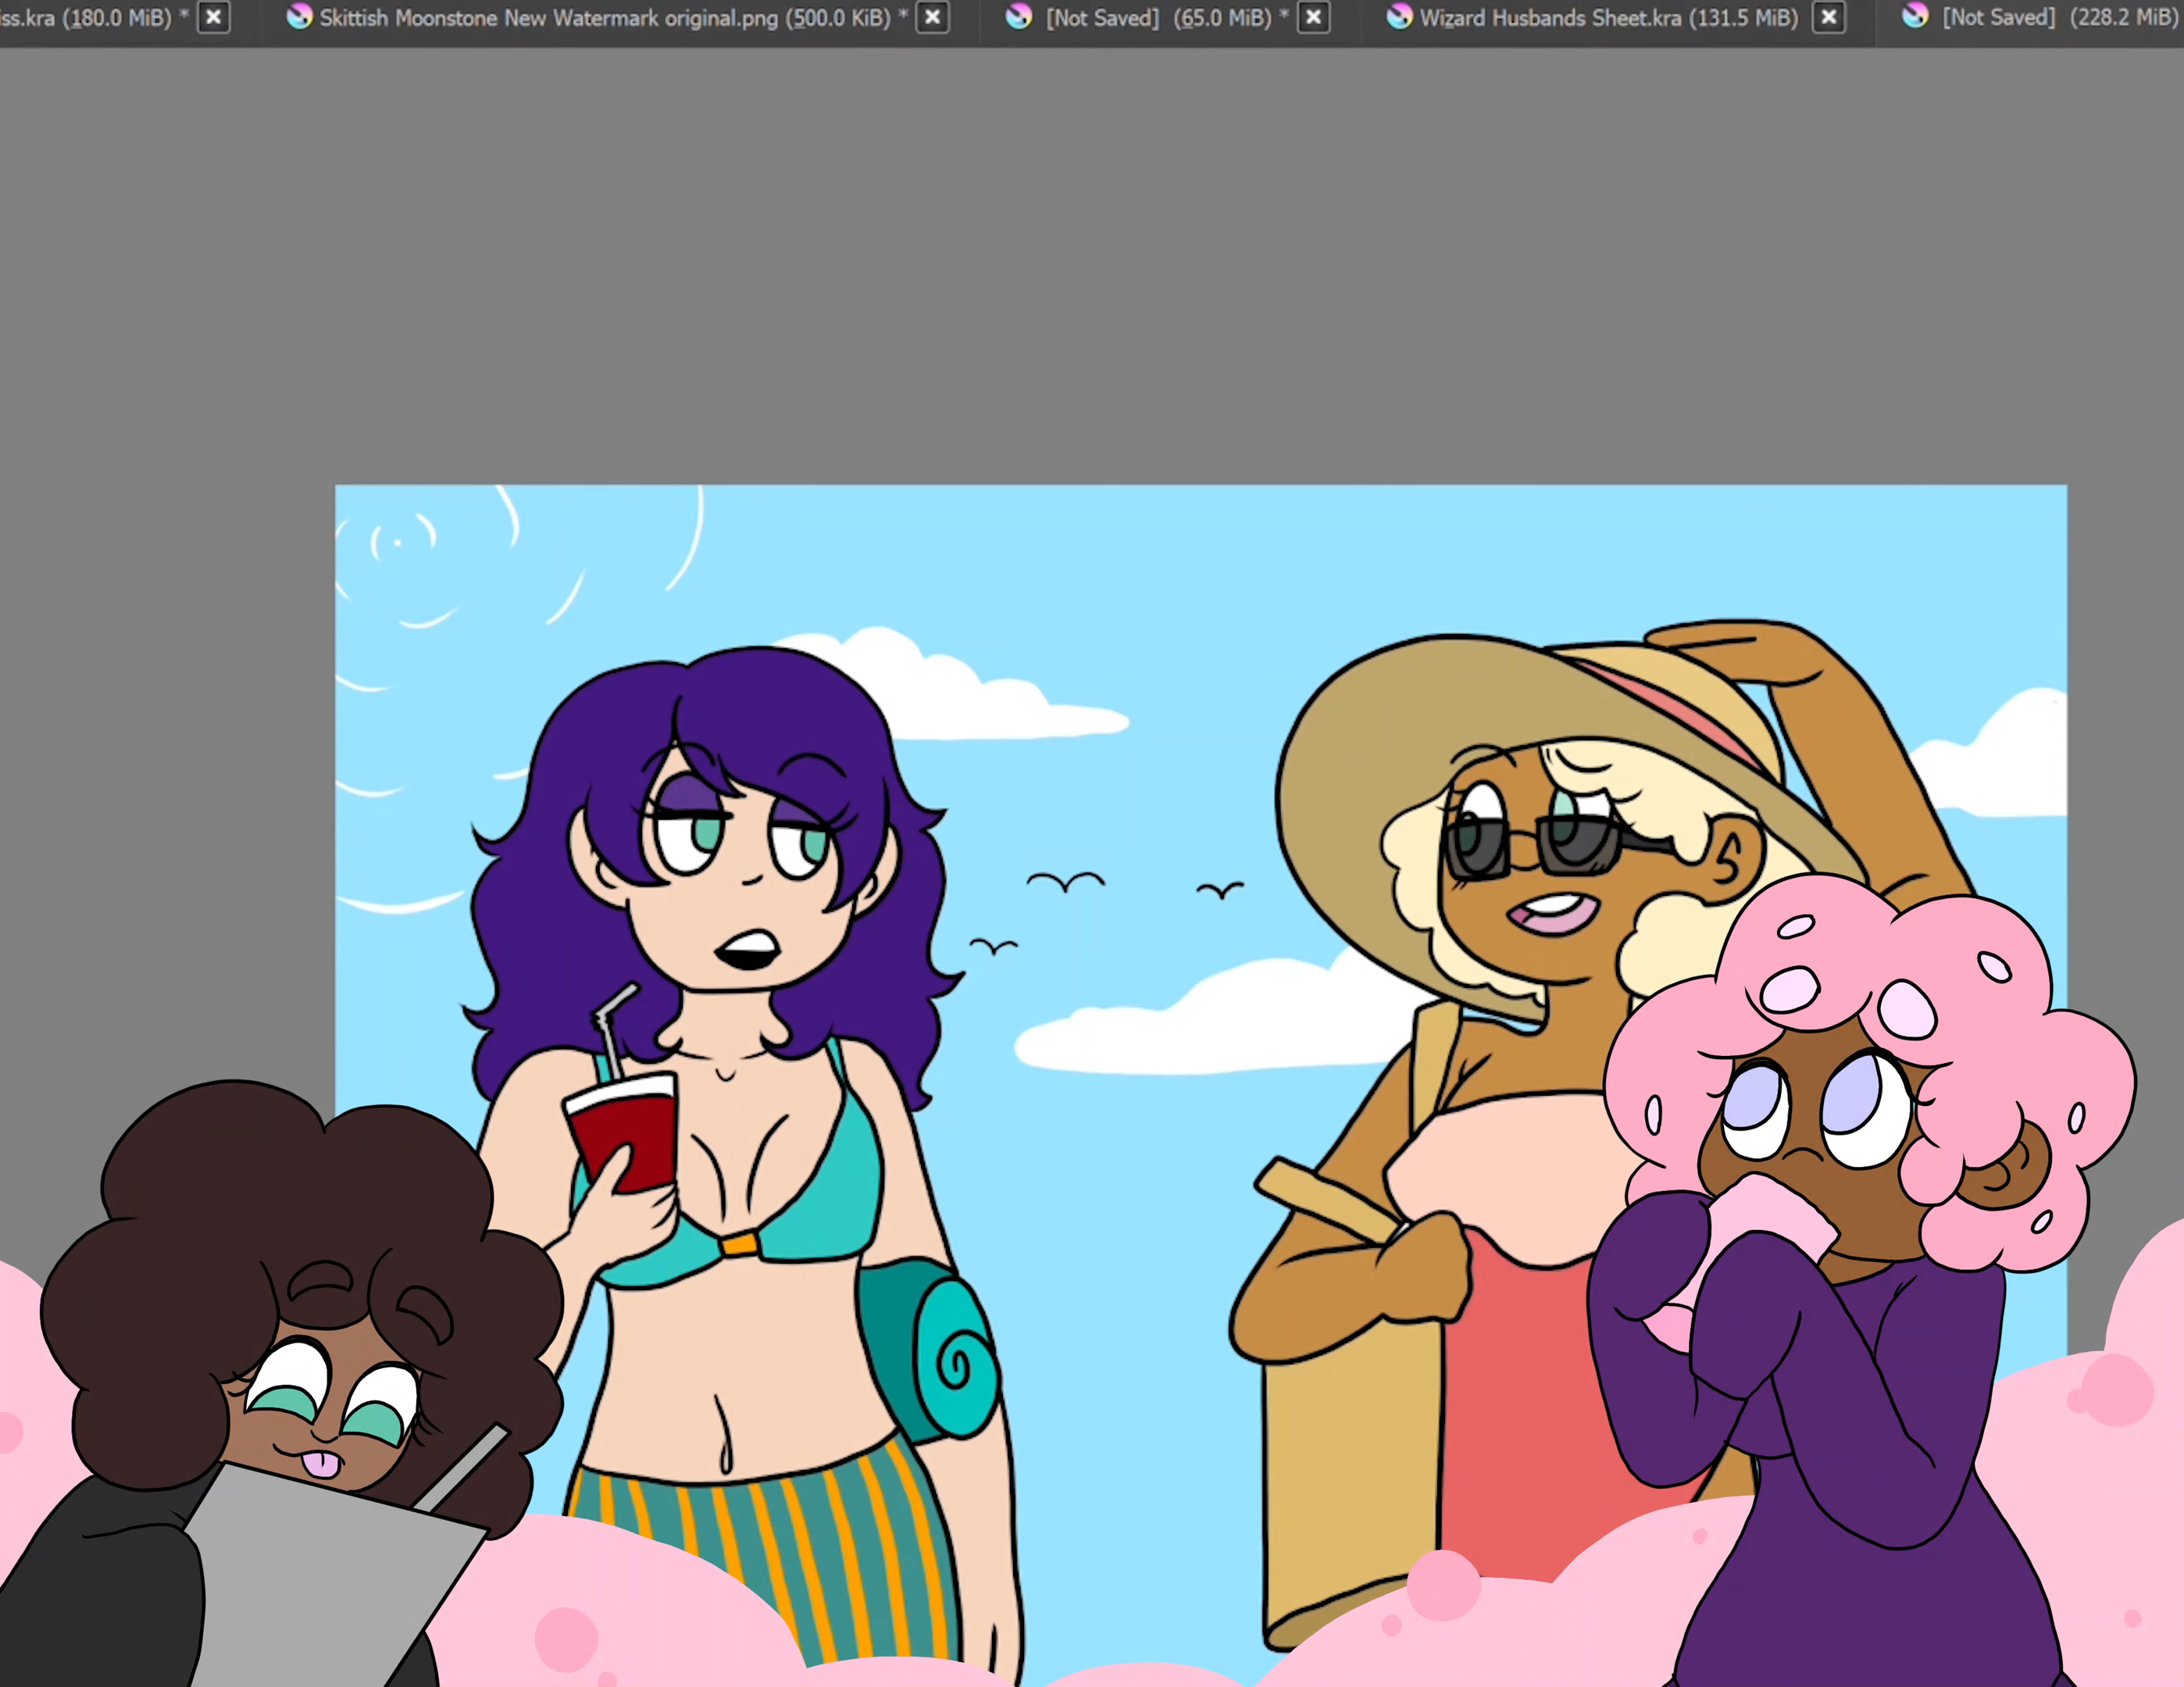 iss.kra (180.0 MiB) *
Skittish Moonstone New Watermark original.png (500.0 KiB) *
[Not Saved] (65.0 MiB) *
Wizard Husbands Sheet.kra (131.5 MiB)
[Not Saved] (228.2 MiB)